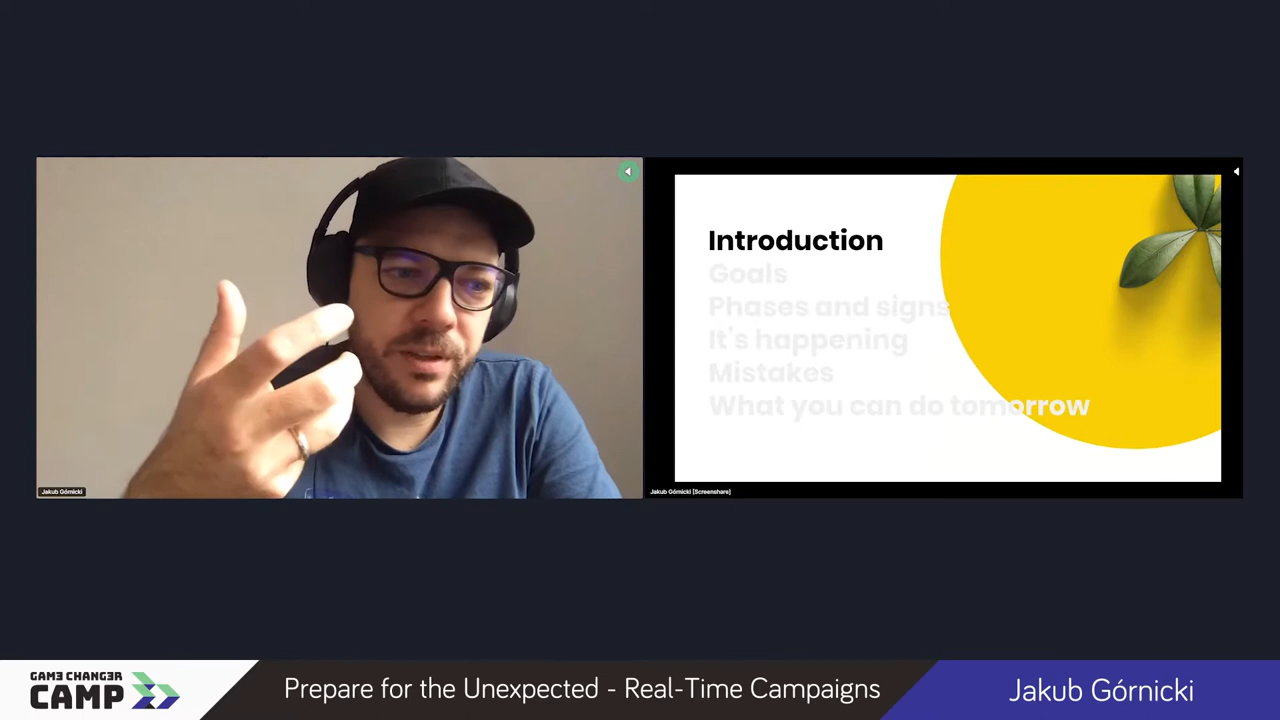 Jakub Górnicki
Introduction
Goals
Phases and signs
It's happening
Mistakes
What you can do tomorrow
Jakub Górnicki [Screenshare]
GAME CHANGER
CAMP
Prepare for the Unexpected - Real-Time Campaigns
Jakub Górnicki